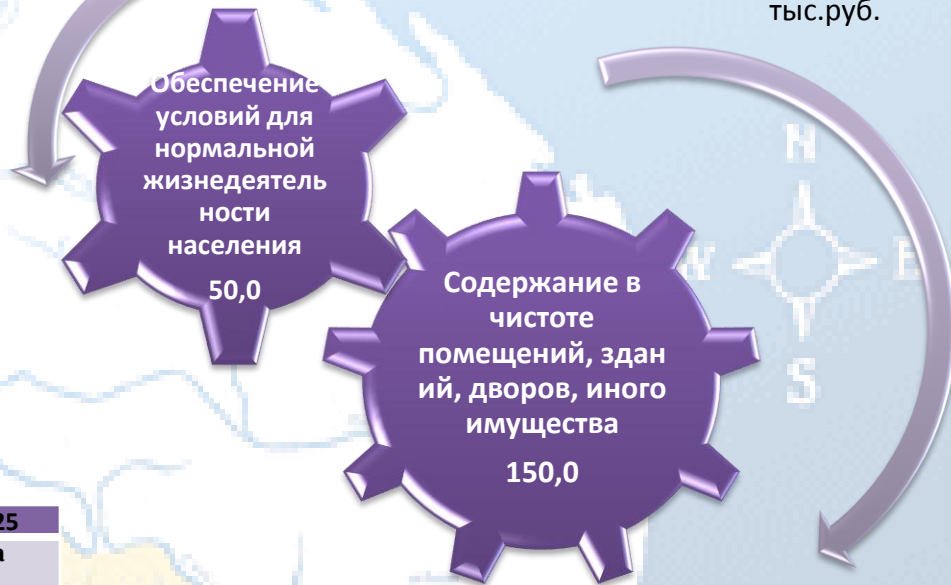 тыс.руб.
Обеспечение
условий для
нормальной
жизнедеятель
ности
населения
50,0
Содержание в
чистоте
помещений, здан
ий, дворов, иного
имущества
150,0
N
W E
S
25
а